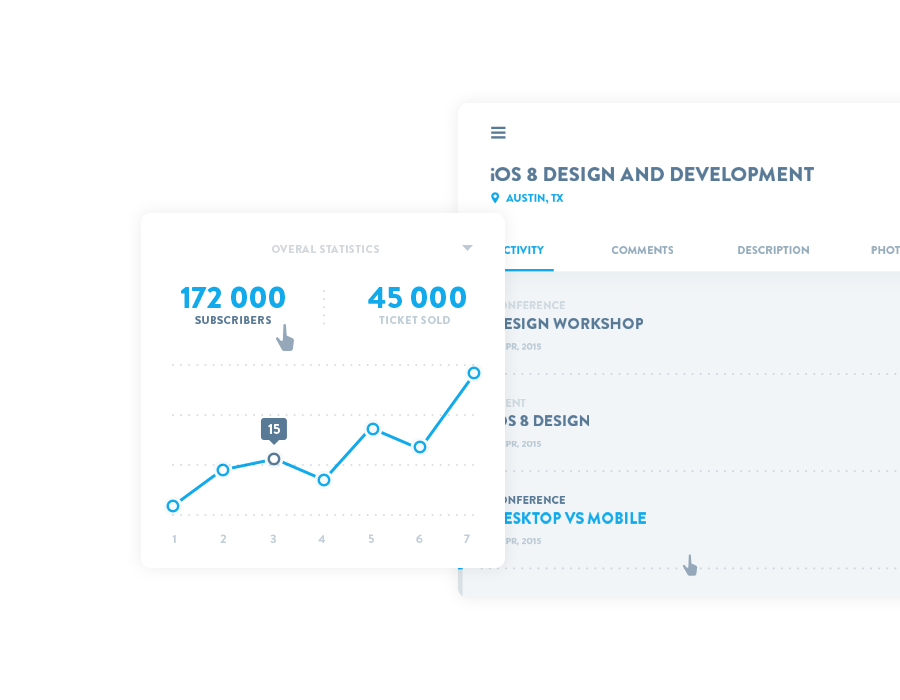 iOS 8 DESIGN AND DEVELOPMENT
AUSTIN, TX
CTIVITY COMMENTS DESCRIPTION PHOT
OVERAL STATISTICS
172 000 45 000
SUBSCRIBERS TICKET SOLD
15
1 2 3 4 5 6 7
ONFERENCE
ESIGN WORKSHOP
PR, 2015
ENT
OS 8 DESIGN
PR, 2015
ONFERENCE
ESKTOP VS MOBILE
PR, 2015